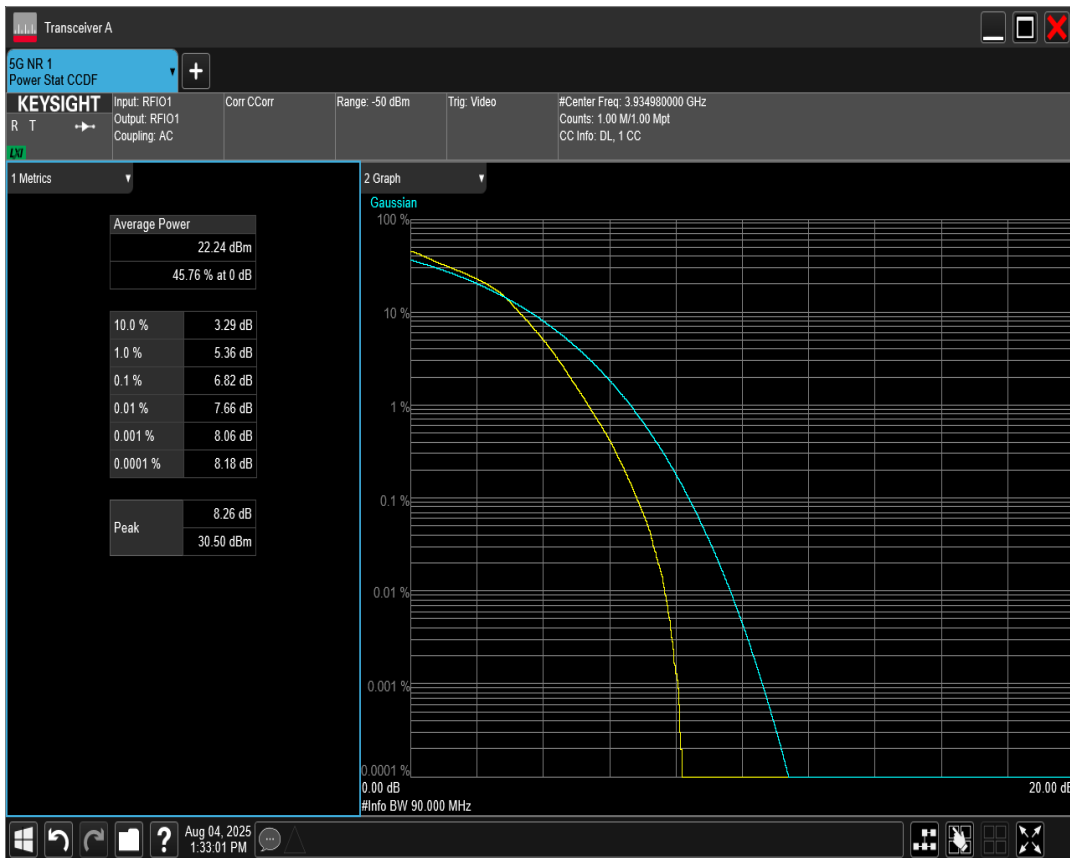 Transceiver A
5G NR 1
Power Stat CCDF
KEYSIGHT
R T
LXI
Input: RFIO1
Output: RFIO1
Coupling: AC
Corr CCorr
Range: -50 dBm
Trig: Video
#Center Freq: 3.934980000 GHz
Counts: 1.00 M/1.00 Mpt
CC Info: DL, 1 CC
1 Metrics
Average Power
22.24 dBm
45.76 % at 0 dB
10.0 % 3.29 dB
1.0 % 5.36 dB
0.1 % 6.82 dB
0.01 % 7.66 dB
0.001 % 8.06 dB
0.0001 % 8.18 dB
Peak
8.26 dB
30.50 dBm
2 Graph
Gaussian
100 %
10 %
1 %
0.1 %
0.01 %
0.001 %
0.0001 %
0.00 dB
20.00 dB
#Info BW 90.000 MHz
?
Aug 04, 2025
1:33:01 PM